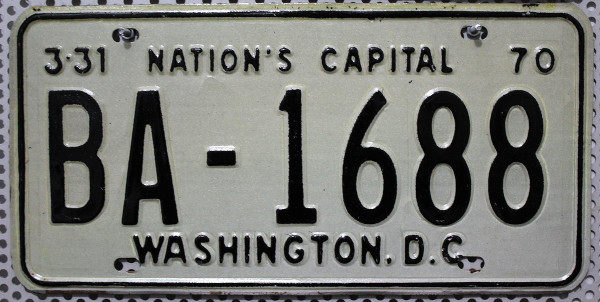 3·31 NATION'S CAPITAL 70
BA-1688
WASHINGTON, D.C.